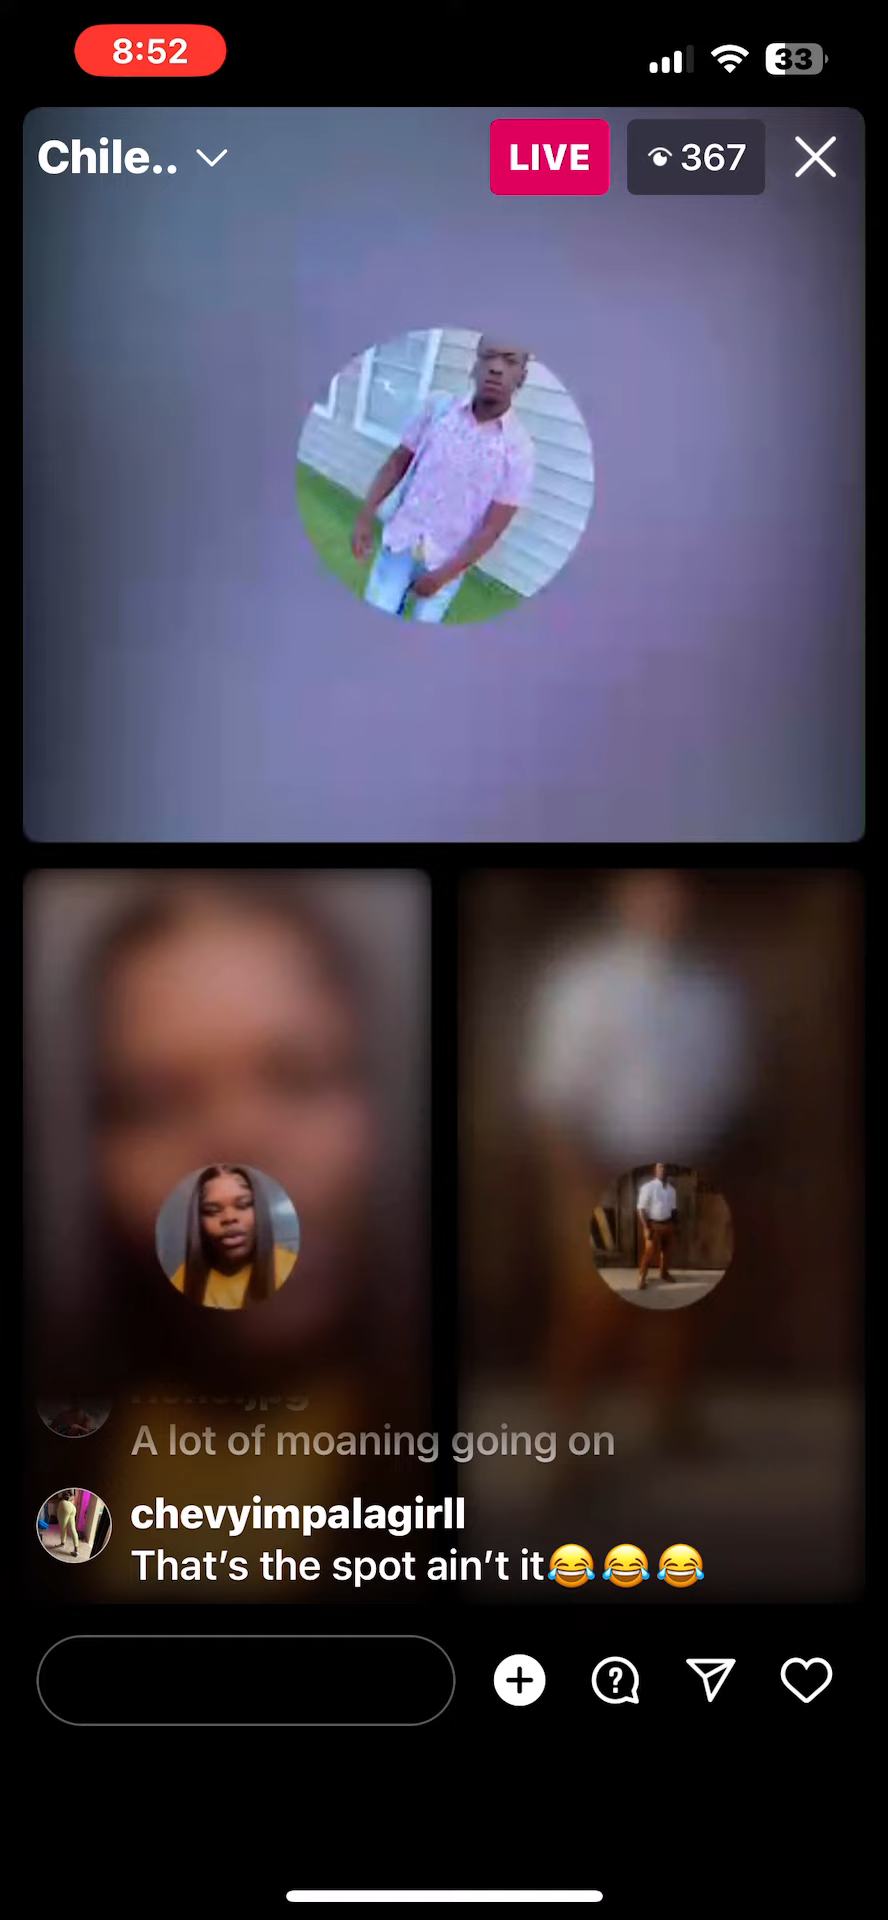 8:52
33
Chile..
LIVE
367
A lot of moaning going on
chevyimpalagirll
That’s the spot ain’t it😂😂😂